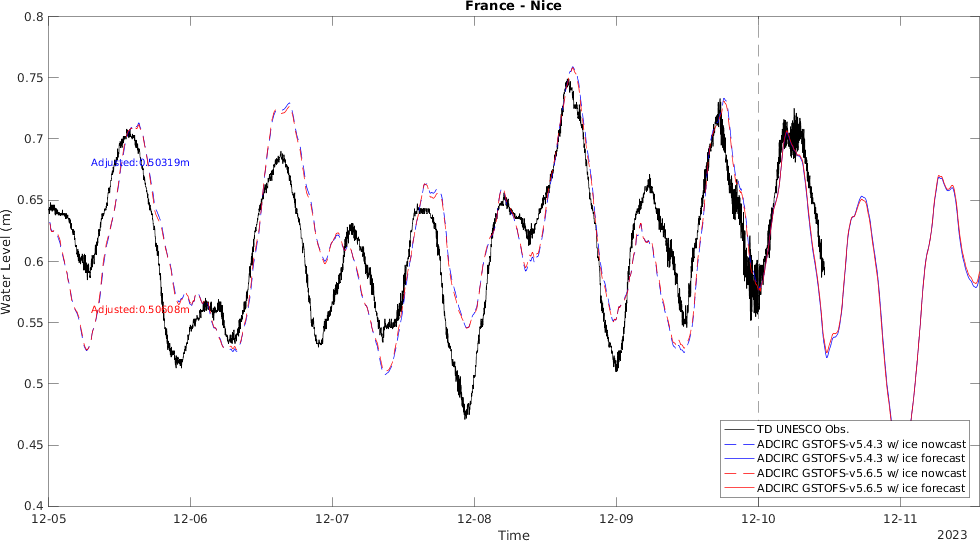 France - Nice
0.8
0.75
0.7
0.65
0.6
0.55
0.5
0.45
0.4
Water Level (m)
Adjusted:0.50319m
Adjusted:0.50608m
TD UNESCO Obs.
ADCIRC GSTOFS-v5.4.3 w/ ice nowcast
ADCIRC GSTOFS-v5.4.3 w/ ice forecast
ADCIRC GSTOFS-v5.6.5 w/ ice nowcast
ADCIRC GSTOFS-v5.6.5 w/ ice forecast
12-05 12-06 12-07 12-08 12-09 12-10 12-11
Time
2023